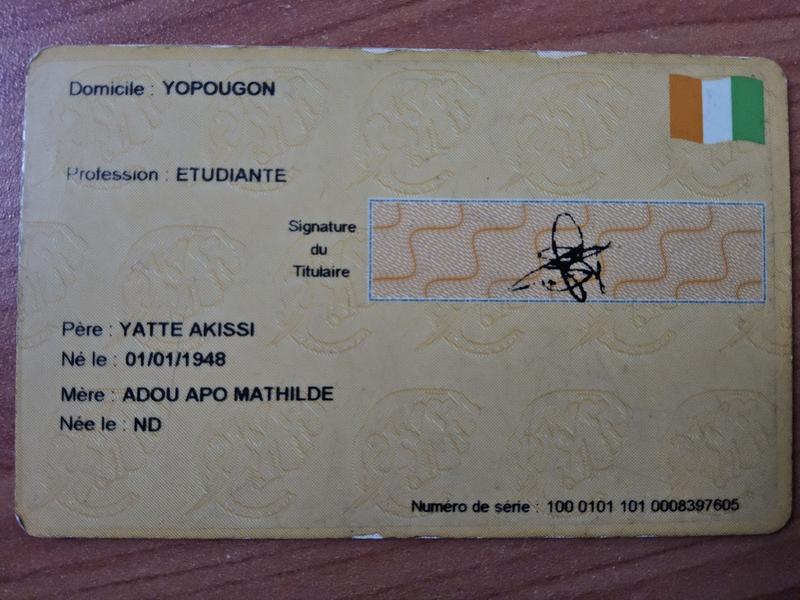 Domicile : YOPOUGON
Profession : ETUDIANTE
Signature
du
Titulaire
Père : YATTE AKISSI
Né le : 01/01/1948
Mère : ADOU APO MATHILDE
Née le : ND
Numéro de série : 100 0101 101 0008397605